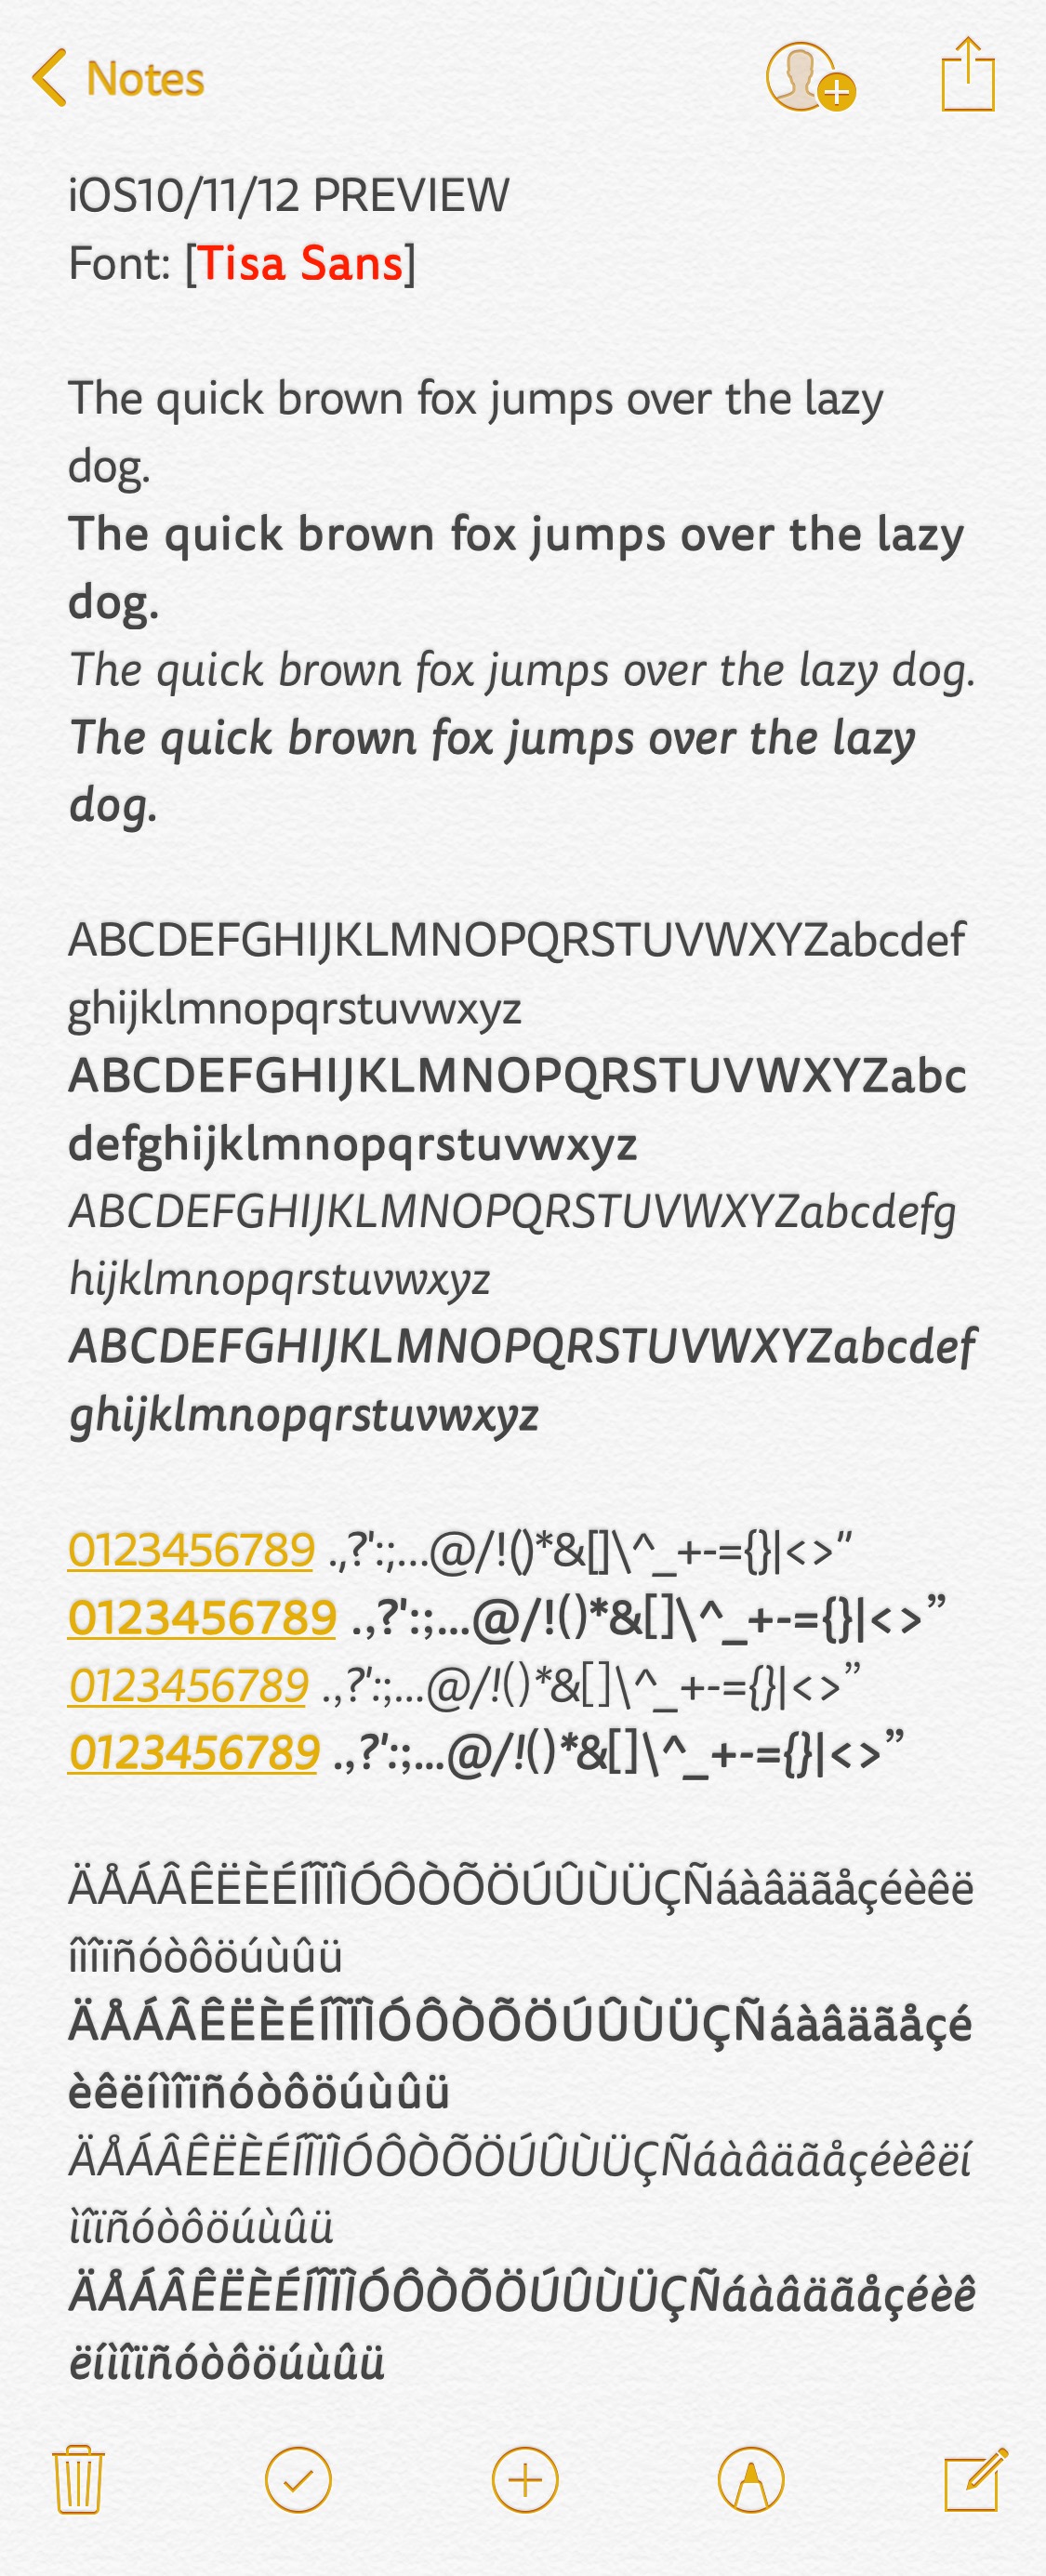 Notes
iOS10/11/12 PREVIEW
Font: [Tisa Sans]
The quick brown fox jumps over the lazy
dog.
The quick brown fox jumps over the lazy
dog.
The quick brown fox jumps over the lazy dog.
The quick brown fox jumps over the lazy
dog.
ABCDEFGHIJKLMNOPQRSTUVWXYZabcdef
ghijklmnopqrstuvwxyz
ABCDEFGHIJKLMNOPQRSTUVWXYZabc
defghijklmnopqrstuvwxyz
ABCDEFGHIJKLMNOPQRSTUVWXYZabcdefg
hijklmnopqrstuvwxyz
ABCDEFGHIJKLMNOPQRSTUVWXYZabcdef
ghijklmnopqrstuvwxyz
0123456789 .,?':;...@/!()*&[]\^_+-={}|<>”
0123456789 .,?':;...@/!()*&[]\^_+-={}|<>”
0123456789 .,?':;...@/!()*&[]\^_+-={}|<>”
0123456789 .,?':;...@/!()*&[]\^_+-={}|<>”
ÄÅÁÂÊËÈÉÍÎÏÌÓÔÒÕÖÚÛÙÜÇÑáàâäãåçéèêë
íìîïñóòôöúùûü
ÄÅÁÂÊËÈÉÍÎÏÌÓÔÒÕÖÚÛÙÜÇÑáàâäãåçé
èêëíìîïñóòôöúùûü
ÄÅÁÂÊËÈÉÍÎÏÌÓÔÒÕÖÚÛÙÜÇÑáàâäãåçéèêëí
ìîïñóòôöúùûü
ÄÅÁÂÊËÈÉÍÎÏÌÓÔÒÕÖÚÛÙÜÇÑáàâäãåçéèê
ëíìîïñóòôöúùûü